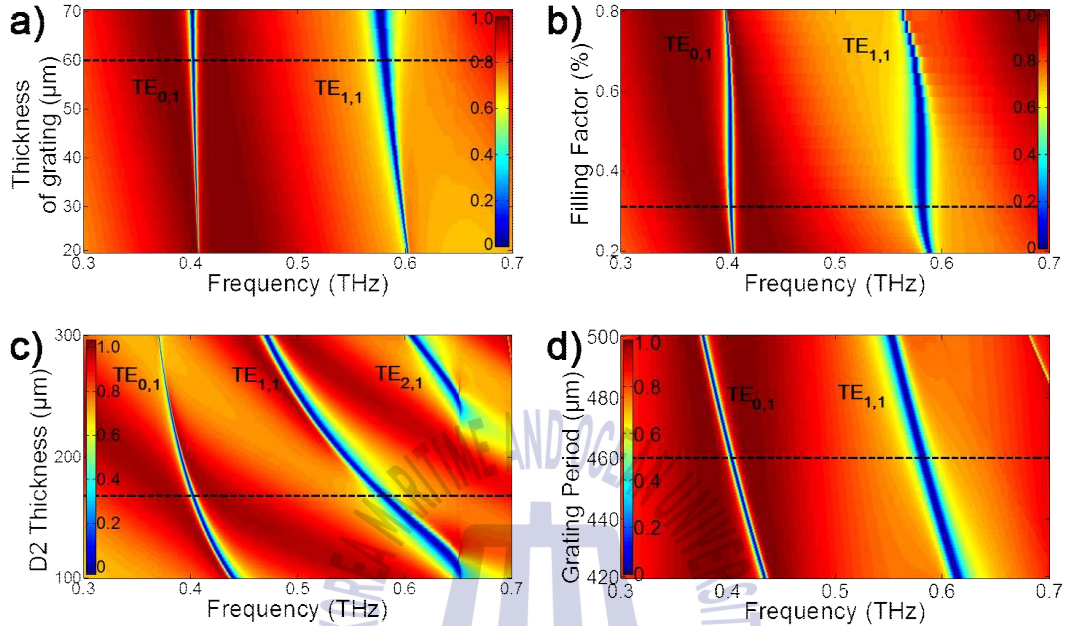 a)
Thickness
of grating (μm)
70
60
50
40
30
20
TE0,1
TE1,1
1.0
0.8
0.6
0.4
0.2
0
0.3
0.4
0.5
0.6
0.7
Frequency (THz)
b)
Filling Factor (%)
0.8
0.6
0.4
0.2
TE0,1
TE1,1
1.0
0.8
0.6
0.4
0.2
0
0.3
0.4
0.5
0.6
0.7
Frequency (THz)
c)
D2 Thickness (μm)
300
200
100
TE0,1
TE1,1
TE2,1
1.0
0.8
0.6
0.4
0.2
0
0.3
0.4
0.5
0.6
0.7
Frequency (THz)
d)
Grating Period (μm)
500
480
460
440
420
TE0,1
TE1,1
1.0
0.8
0.6
0.4
0.2
0
0.3
0.4
0.5
0.6
0.7
Frequency (THz)
KOREA MARITIME AND OCEAN UNIVERSIT